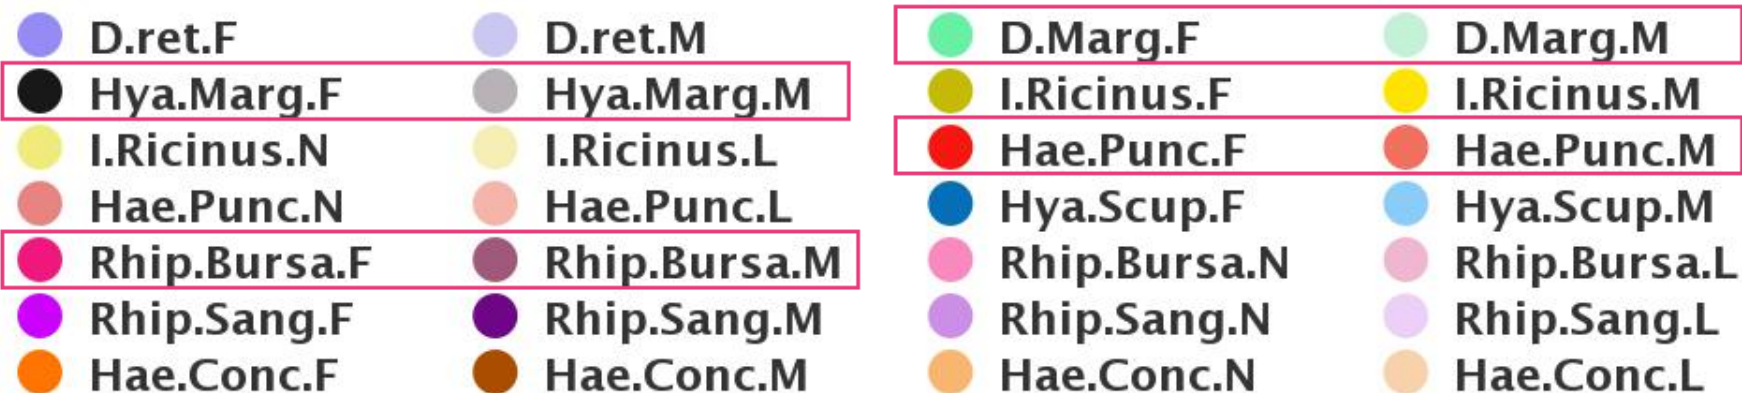 D.ret.F D.ret.M D.Marg.F D.Marg.M
Hya.Marg.F Hya.Marg.M I.Ricinus.F I.Ricinus.M
I.Ricinus.N I.Ricinus.L Hae.Punc.F Hae.Punc.M
Hae.Punc.N Hae.Punc.L Hya.Scup.F Hya.Scup.M
Rhip.Bursa.F Rhip.Bursa.M Rhip.Bursa.N Rhip.Bursa.L
Rhip.Sang.F Rhip.Sang.M Rhip.Sang.N Rhip.Sang.L
Hae.Conc.F Hae.Conc.M Hae.Conc.N Hae.Conc.L